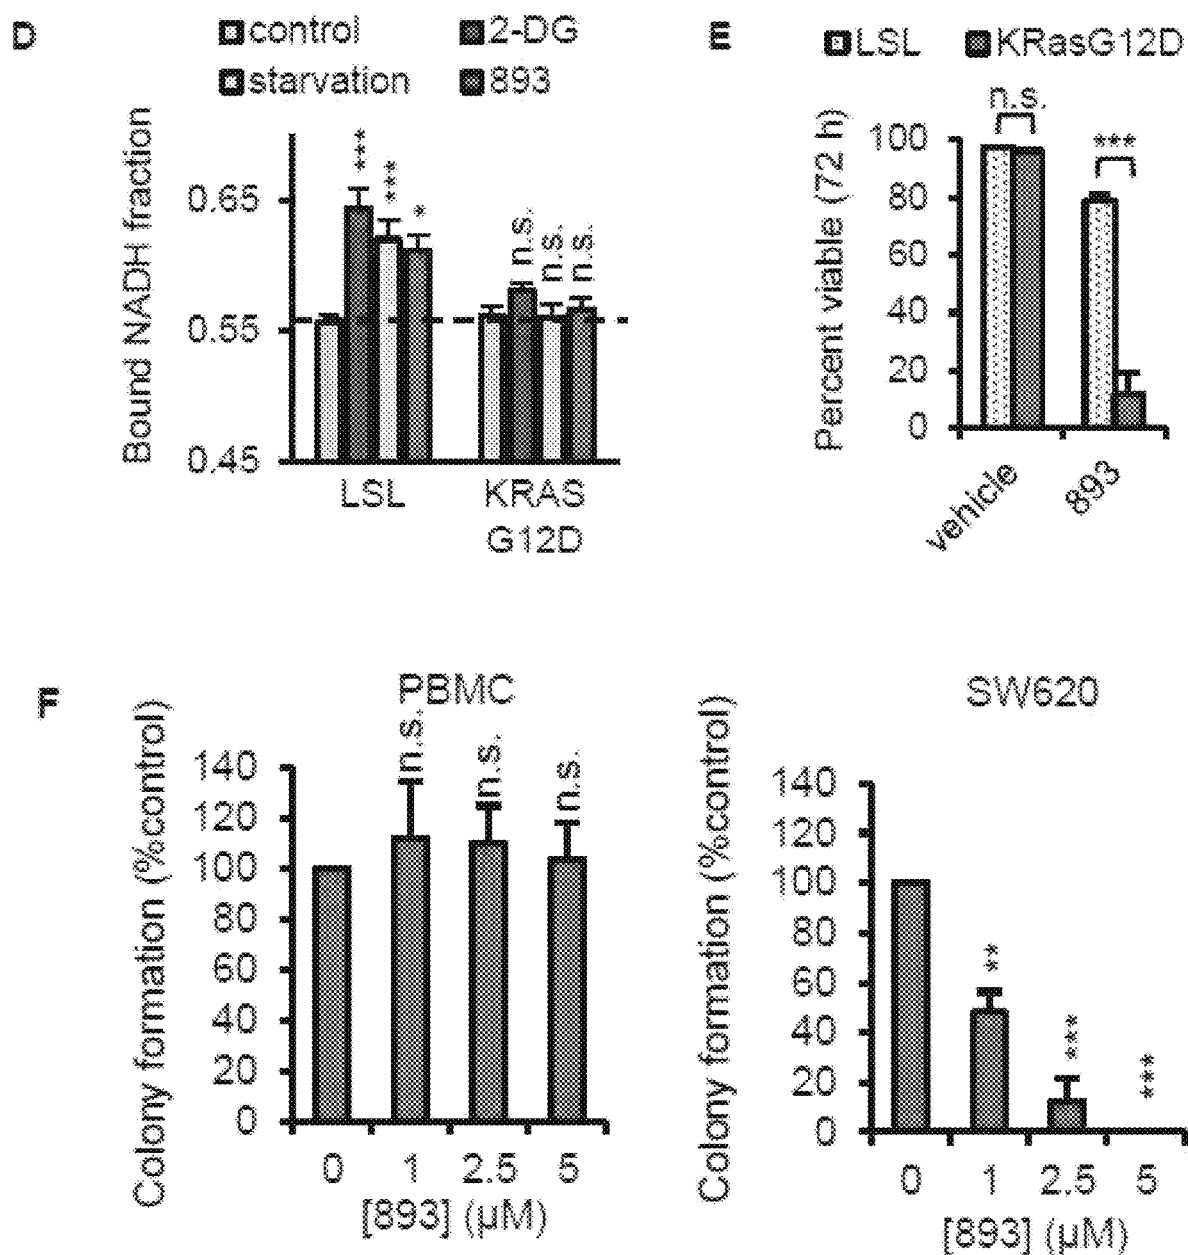 D
control 2-DG
starvation 893
Bound NADH fraction
0.65
0.55
0.45
***
***
*
n.s.
n.s.
n.s.
LSL
KRAS
G12D
E
LSL KRasG12D
Percent viable (72 h)
100
80
60
40
20
0
n.s.
***
vehicle
893
F
PBMC
Colony formation (%control)
140
120
100
80
60
40
20
0
n.s.
n.s.
n.s.
0 1 2.5 5
[893] (µM)
SW620
Colony formation (%control)
140
120
100
80
60
40
20
0
**
***
***
0 1 2.5 5
[893] (µM)